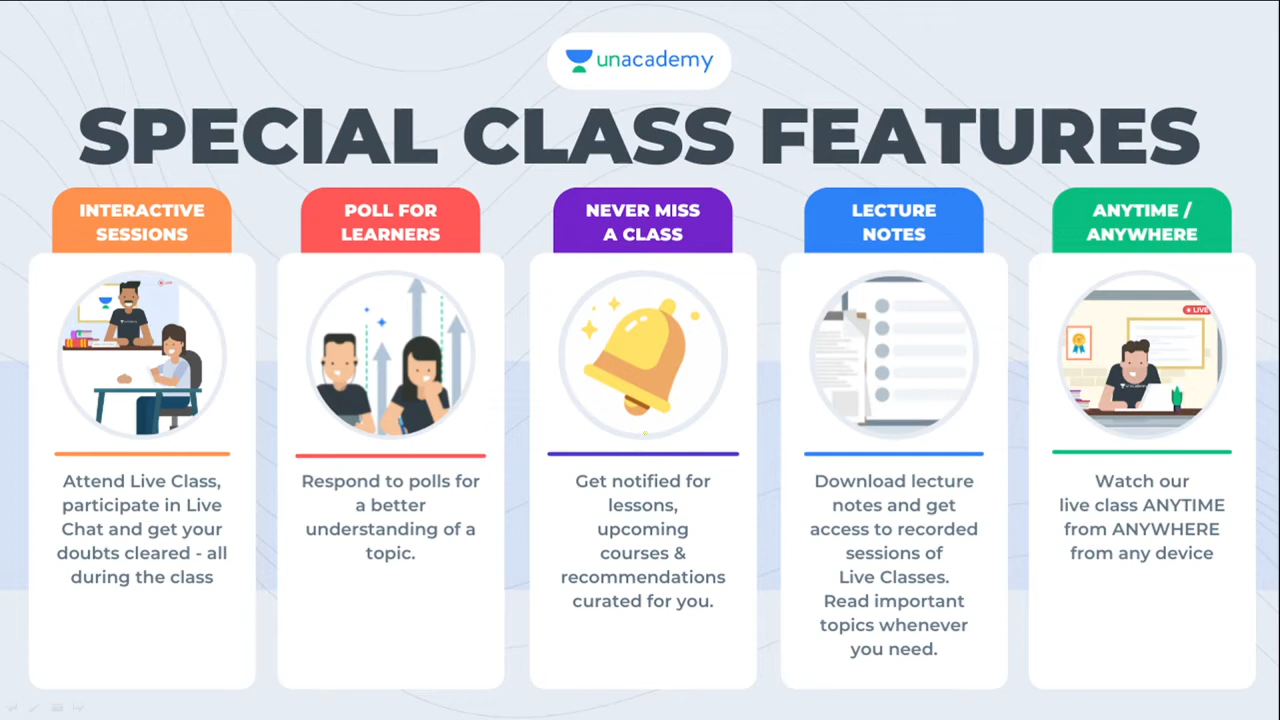 unacademy
SPECIAL CLASS FEATURES
INTERACTIVE
SESSIONS
Attend Live Class,
participate in Live
Chat and get your
doubts cleared - all
during the class
POLL FOR
LEARNERS
Respond to polls for
a better
understanding of a
topic.
NEVER MISS
A CLASS
Get notified for
lessons,
upcoming
courses &
recommendations
curated for you.
LECTURE
NOTES
Download lecture
notes and get
access to recorded
sessions of
Live Classes.
Read important
topics whenever
you need.
ANYTIME /
ANYWHERE
LIVE
Watch our
live class ANYTIME
from ANYWHERE
from any device